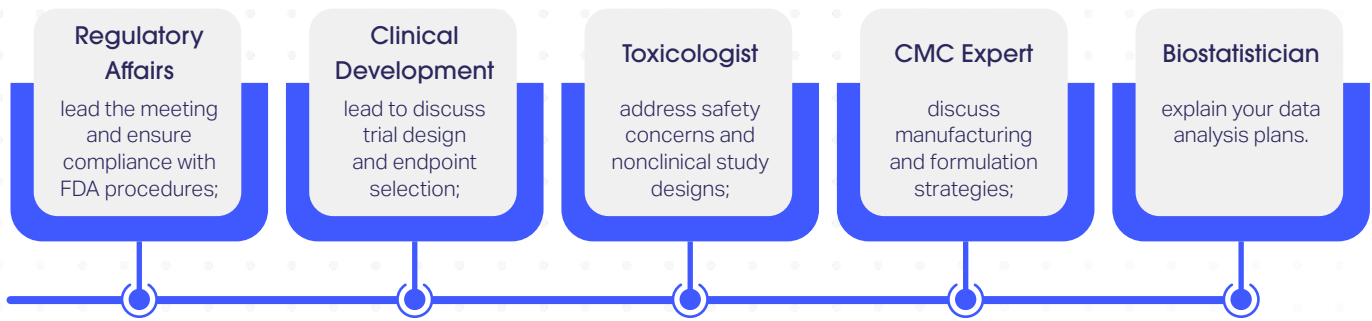 Regulatory
Affairs
lead the meeting
and ensure
compliance with
FDA procedures;
Clinical
Development
lead to discuss
trial design
and endpoint
selection;
Toxicologist
address safety
concerns and
nonclinical study
designs;
CMC Expert
discuss
manufacturing
and formulation
strategies;
Biostatistician
explain your data
analysis plans.